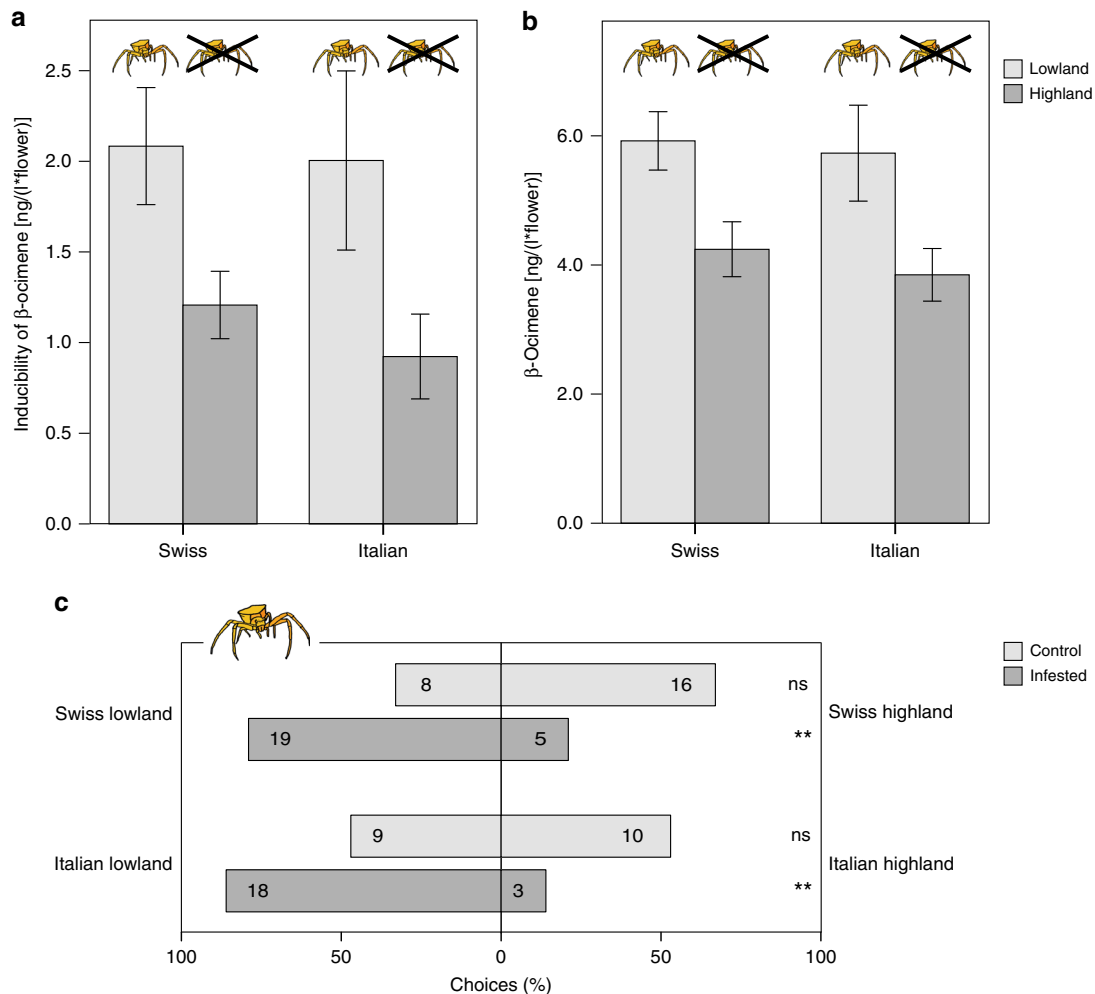 a
Inducibility of β-ocimene [ng/(l*flower)]
2.5
2.0
1.5
1.0
0.5
0.0
Swiss Italian
b
β-Ocimene [ng/(l*flower)]
6.0
4.0
2.0
0.0
Swiss Italian
Lowland
Highland
c
Control
Infested
Swiss lowland
8 16 ns
19 5 **
Swiss highland
Italian lowland
9 10 ns
18 3 **
Italian highland
100 50 0 50 100
Choices (%)